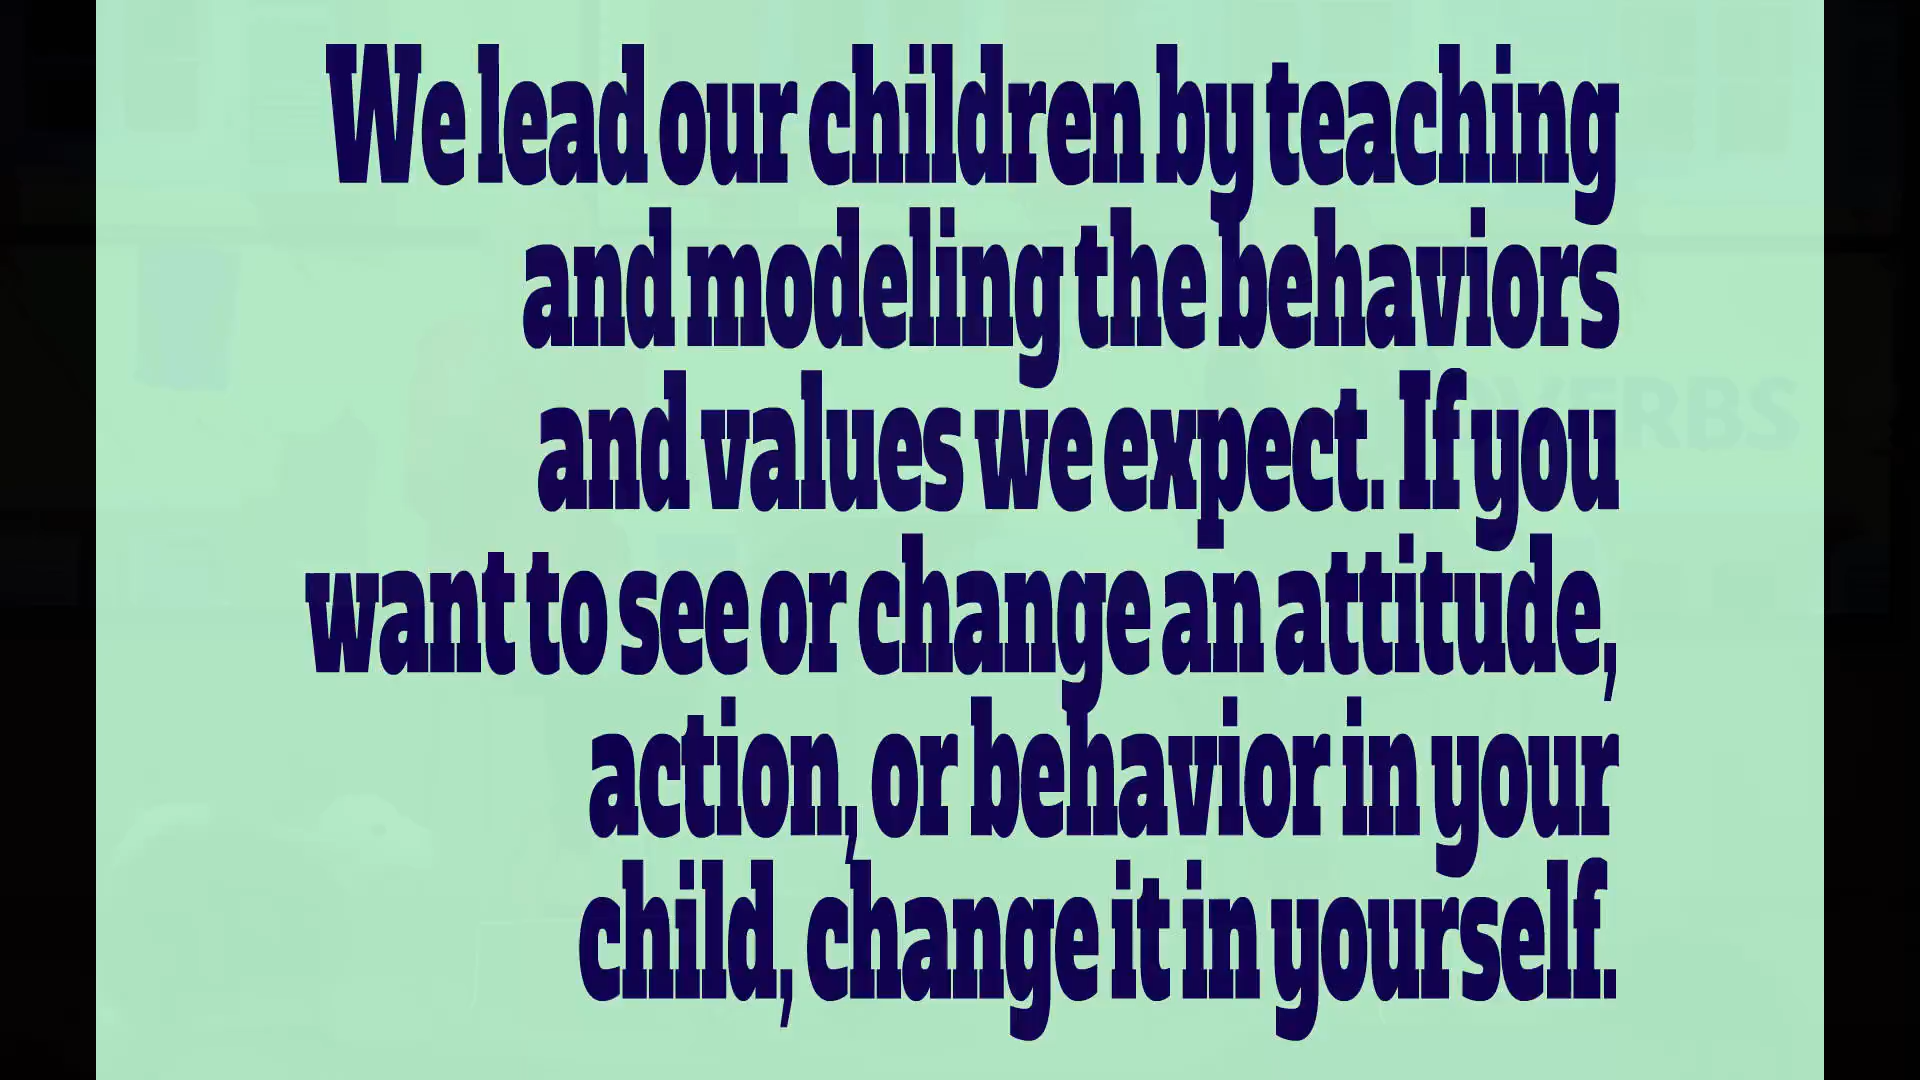 We lead our children by teaching
and modeling the behaviors
and values we expect. If you
want to see or change an attitude,
action, or behavior in your
child, change it in yourself.